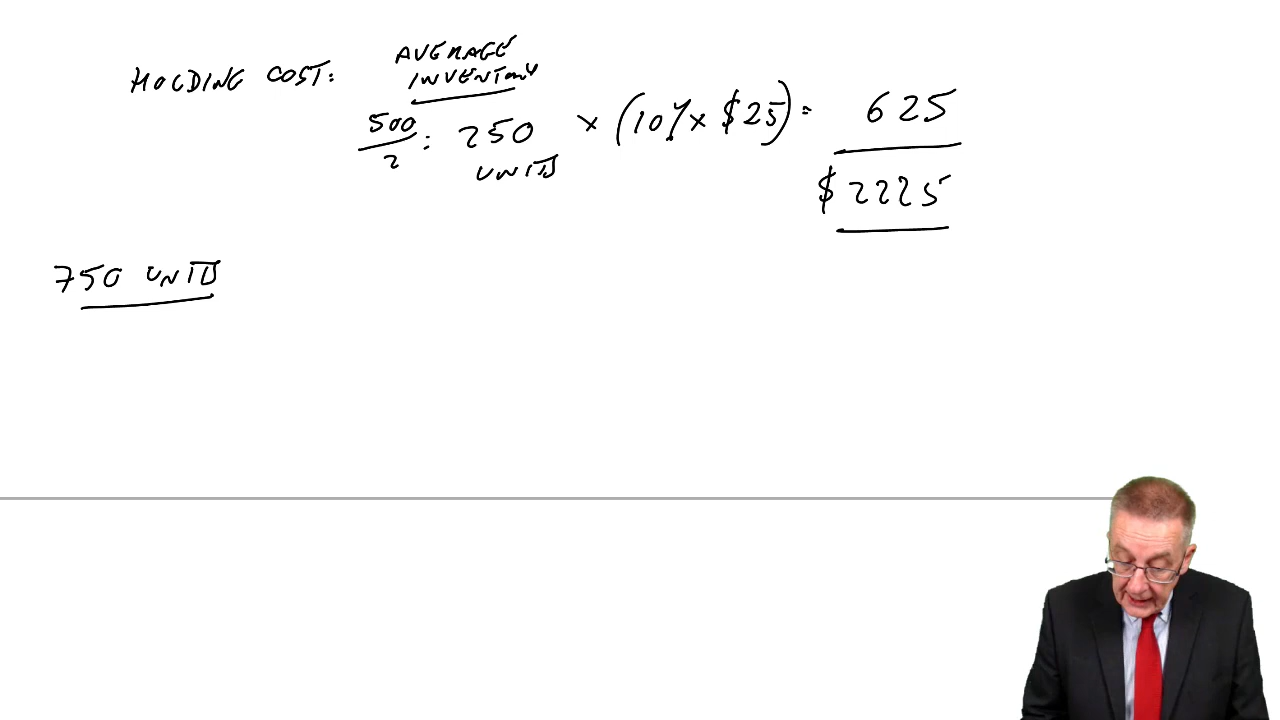 HOLDING COST:
AVERAGE
INVENTORY
500/2 = 250 × (10% × $25) = 625
UNITS
$2225
750 UNITS